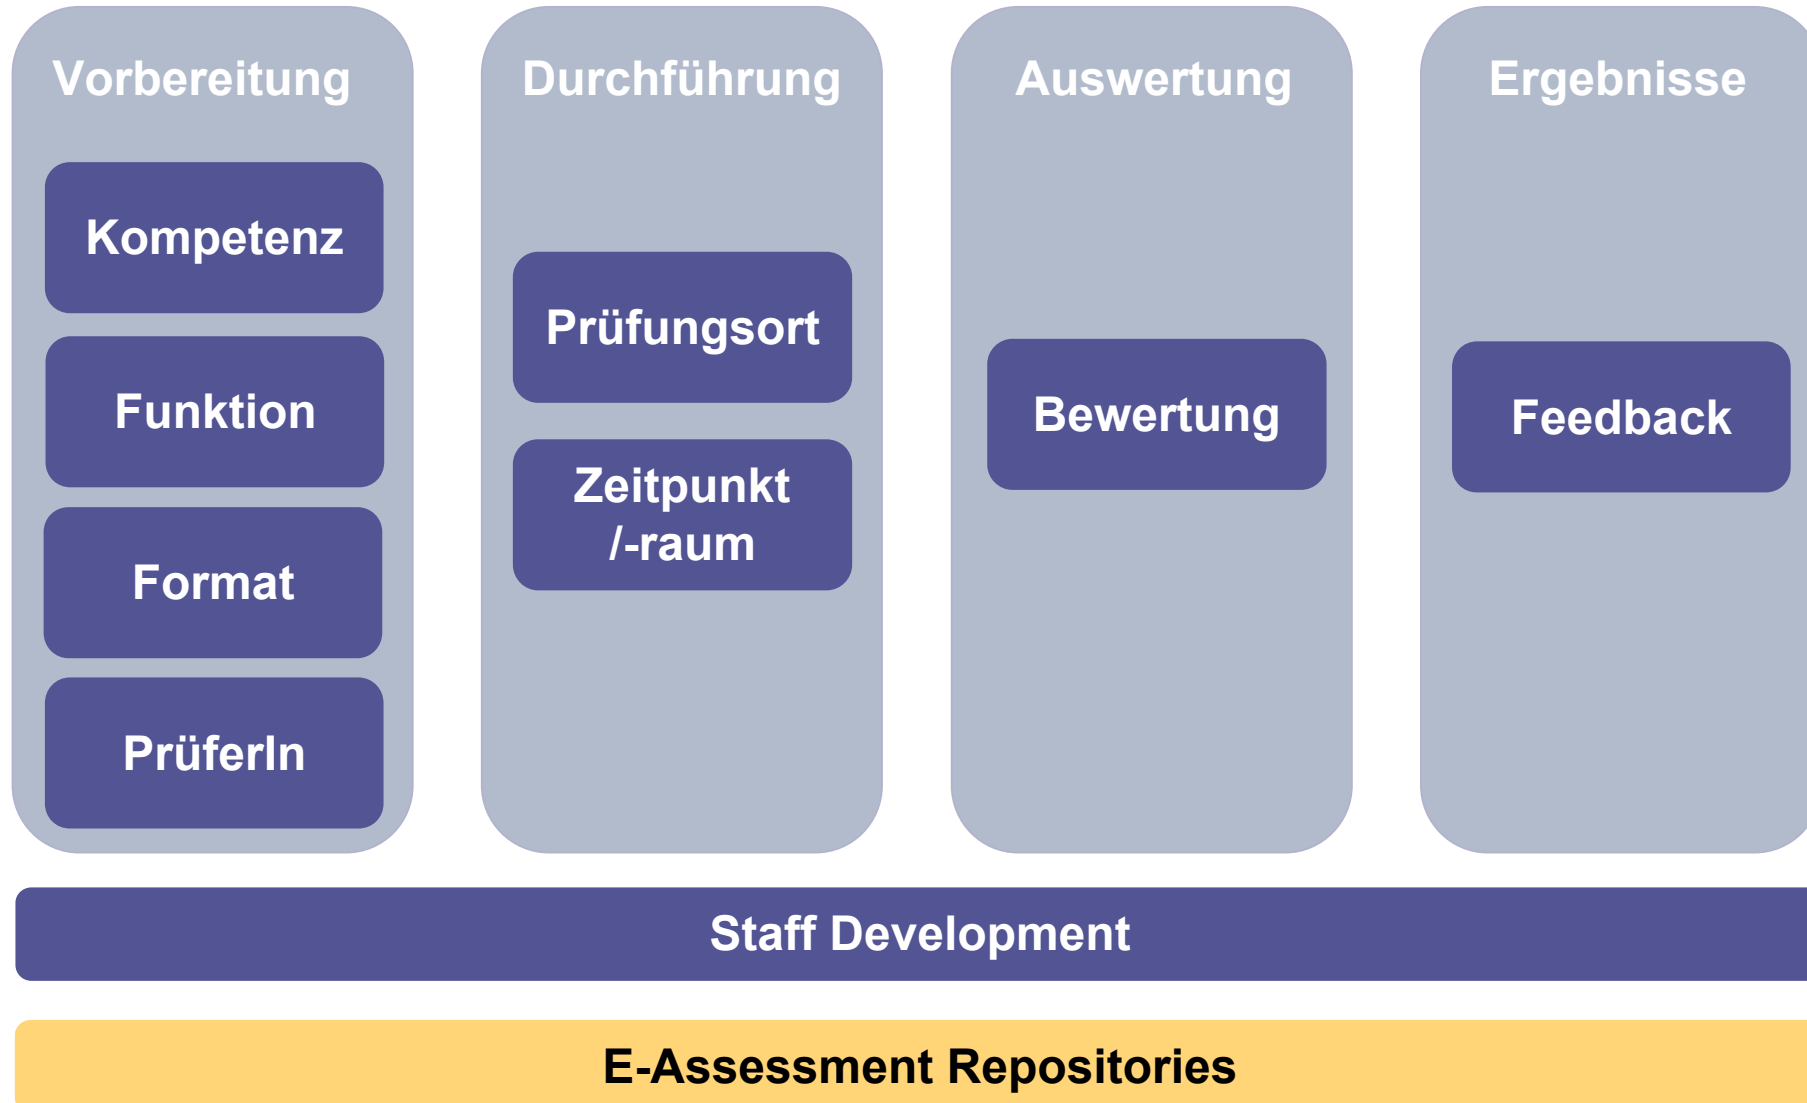 Vorbereitung
Kompetenz
Funktion
Format
PrüferIn
Durchführung
Prüfungsort
Zeitpunkt
/-raum
Auswertung
Bewertung
Ergebnisse
Feedback
Staff Development
E-Assessment Repositories